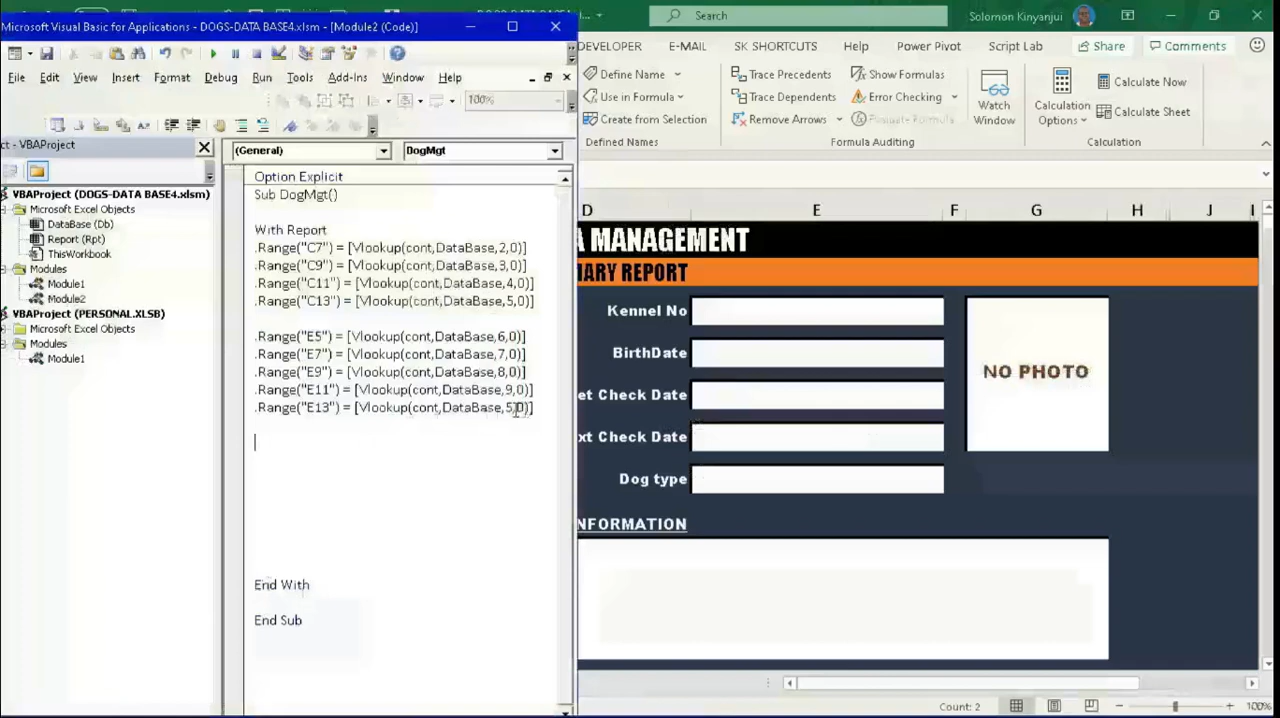 Microsoft Visual Basic for Applications - DOGS-DATA BASE4.xlsm - [Module2 (Code)]
File Edit View Insert Format Debug Run Tools Add-Ins Window Help
100%
ct - VBAProject
VBAProject (DOGS-DATA BASE4.xlsm)
Microsoft Excel Objects
DataBase (Db)
Report (Rpt)
ThisWorkbook
Modules
Module1
Module2
VBAProject (PERSONAL.XLSB)
Microsoft Excel Objects
Modules
Module1
(General) DogMgt
Option Explicit
Sub DogMgt()
With Report
.Range("C7") = [Vlookup(cont,DataBase,2,0)]
.Range("C9") = [Vlookup(cont,DataBase,3,0)]
.Range("C11") = [Vlookup(cont,DataBase,4,0)]
.Range("C13") = [Vlookup(cont,DataBase,5,0)]
.Range("E5") = [Vlookup(cont,DataBase,6,0)]
.Range("E7") = [Vlookup(cont,DataBase,7,0)]
.Range("E9") = [Vlookup(cont,DataBase,8,0)]
.Range("E11") = [Vlookup(cont,DataBase,9,0)]
.Range("E13") = [Vlookup(cont,DataBase,5,0)]
End With
End Sub
Search
Solomon Kinyanjui
DEVELOPER E-MAIL SK SHORTCUTS Help Power Pivot Script Lab Share Comments
Define Name Trace Precedents Show Formulas
Use in Formula Trace Dependents Error Checking
Create from Selection Remove Arrows Evaluate Formula
Watch Window
Calculation Options
Calculate Now
Calculate Sheet
Defined Names Formula Auditing Calculation
D E F G H J I
A MANAGEMENT
MARY REPORT
Kennel No
BirthDate
et Check Date
xt Check Date
Dog type
NO PHOTO
NFORMATION
Count: 2
100%